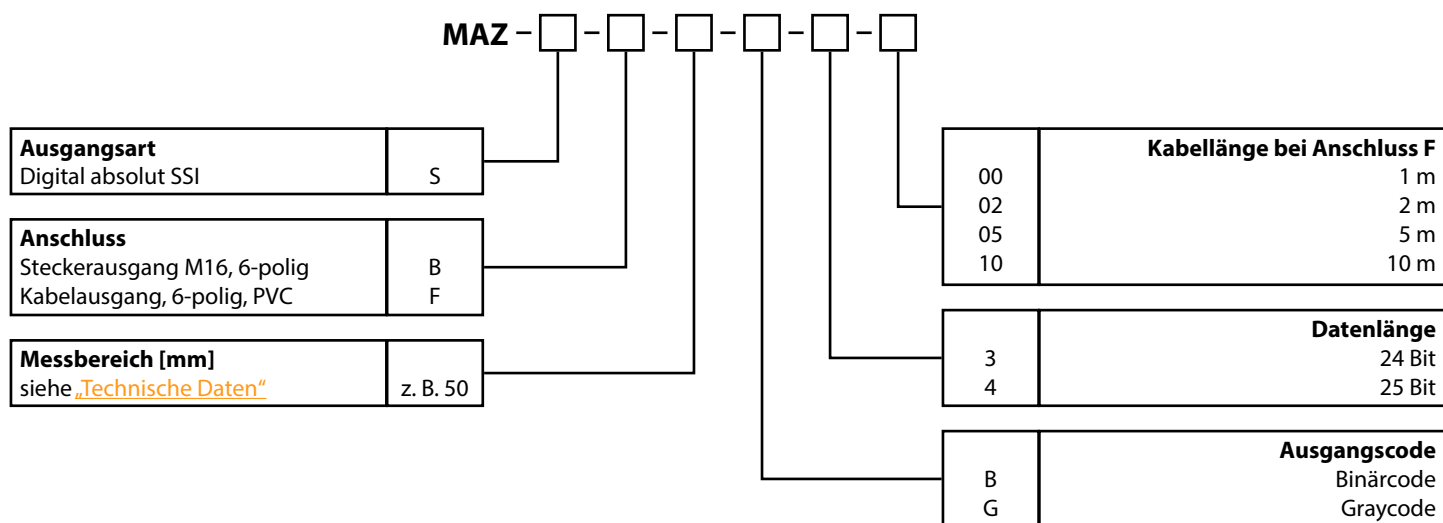 MAZ – – – – – –
Ausgangsart
Digital absolut SSI S
Anschluss
Steckerausgang M16, 6-polig B
Kabelausgang, 6-polig, PVC F
Messbereich [mm]
siehe „Technische Daten“ z. B. 50
Kabellänge bei Anschluss F
00 1 m
02 2 m
05 5 m
10 10 m
Datenlänge
3 24 Bit
4 25 Bit
Ausgangscode
B Binärcode
G Graycode